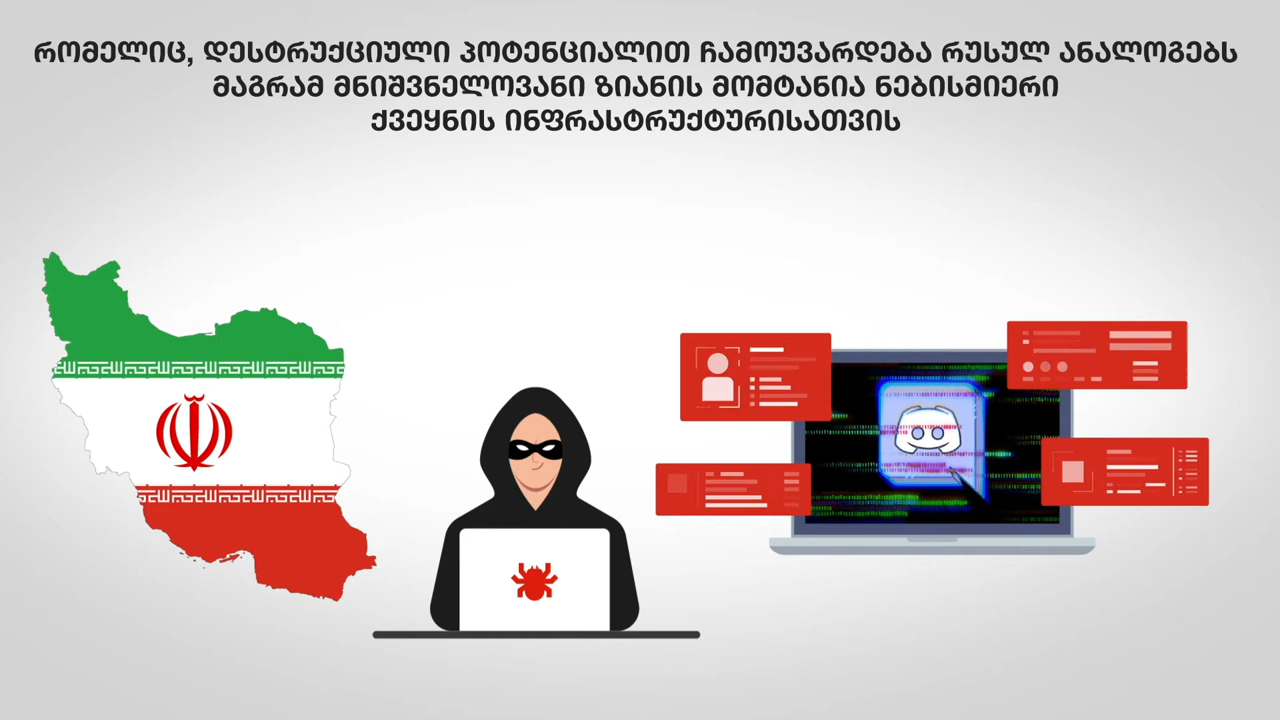 რომელიც, დესტრუქციული პოტენციალით ჩამოუვარდება რუსულ ანალოგებს
მაგრამ მნიშვნელოვანი ზიანის მომტანია ნებისმიერი
ქვეყნის ინფრასტრუქტურისათვის